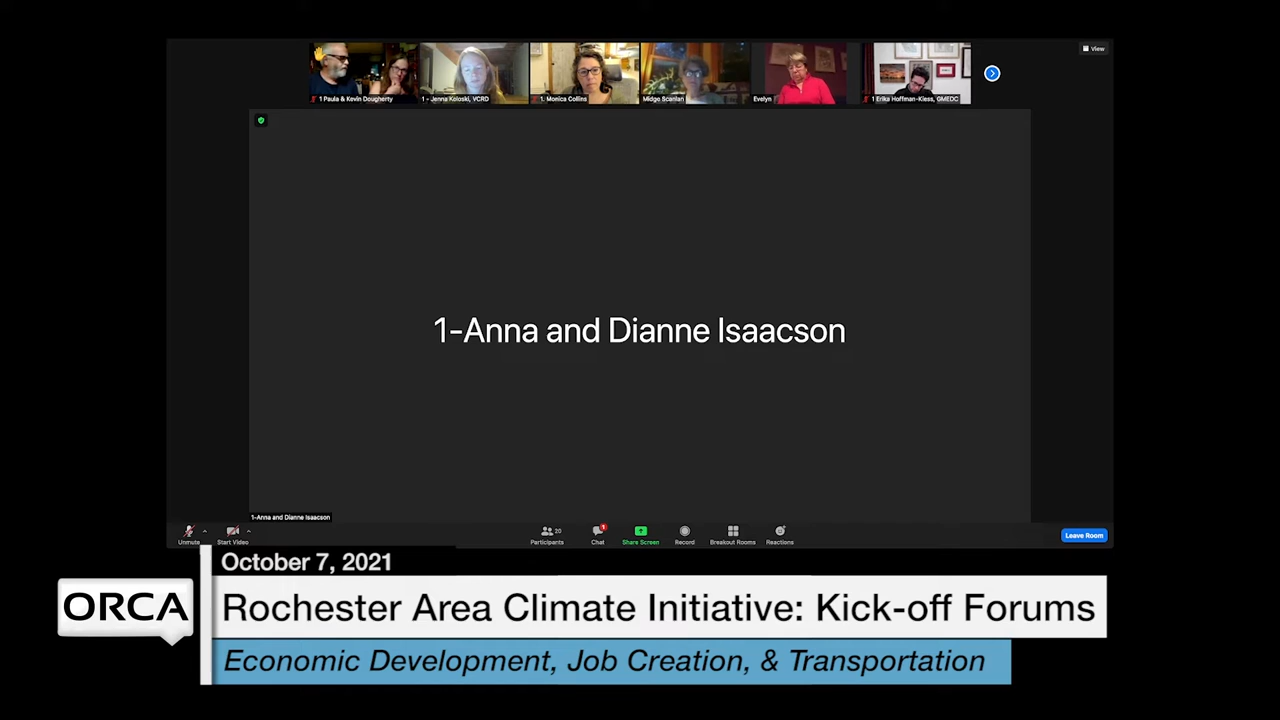 View
1 Paula & Kevin Dougherty
1 - Jenna Koloski, VCRD
1. Monica Collins
Midge Scanlan
Evelyn
1 Erika Hoffman-Kiess, GMEDC
1-Anna and Dianne Isaacson
1-Anna and Dianne Isaacson
Unmute
Start Video
Participants
20
Chat
1
Share Screen
Record
Breakout Rooms
Reactions
Leave Room
October 7, 2021
ORCA
Rochester Area Climate Initiative: Kick-off Forums
Economic Development, Job Creation, & Transportation